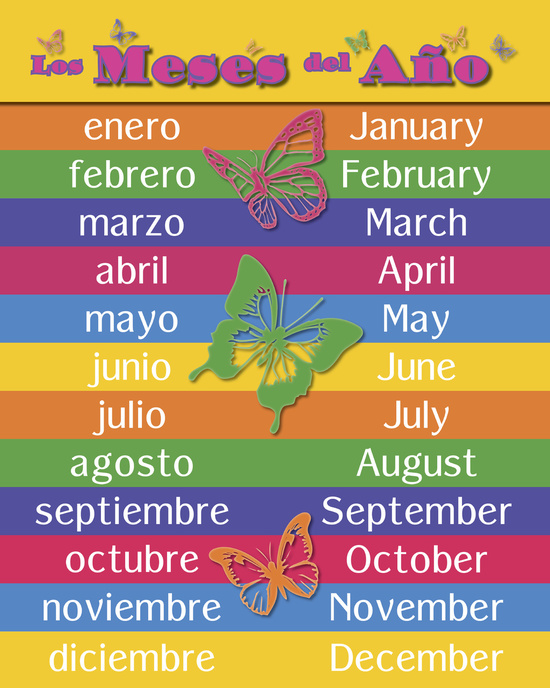 Los Meses del Año
enero January
febrero February
marzo March
abril April
mayo May
junio June
julio July
agosto August
septiembre September
octubre October
noviembre November
diciembre December